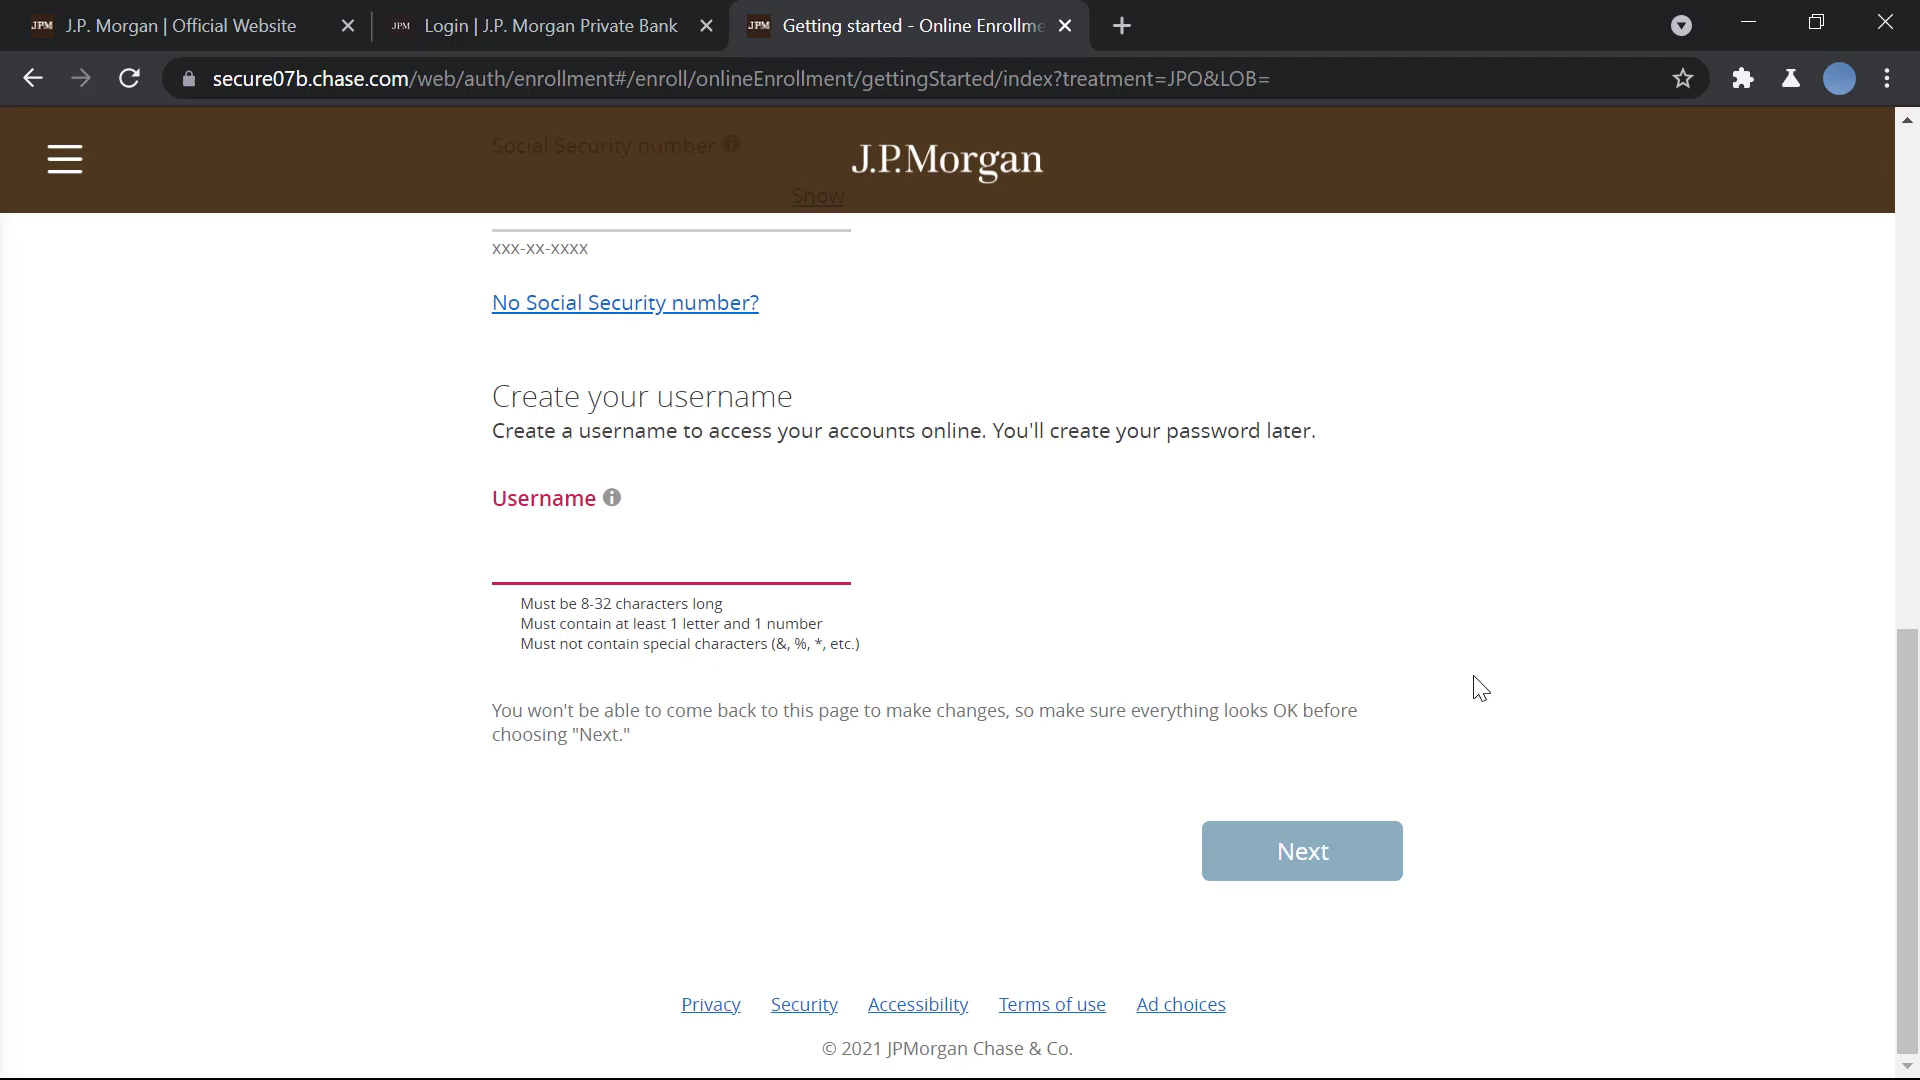 JPM J.P. Morgan | Official Website
JPM Login | J.P. Morgan Private Bank
JPM Getting started - Online Enrollme
secure07b.chase.com/web/auth/enrollment#/enroll/onlineEnrollment/gettingStarted/index?treatment=JPO&LOB=
Social Security number
J.P.Morgan
Show
xxx-xx-xxxx
No Social Security number?
Create your username
Create a username to access your accounts online. You'll create your password later.
Username
Must be 8-32 characters long
Must contain at least 1 letter and 1 number
Must not contain special characters (&, %, *, etc.)
You won't be able to come back to this page to make changes, so make sure everything looks OK before
choosing "Next."
Next
Privacy Security Accessibility Terms of use Ad choices
© 2021 JPMorgan Chase & Co.